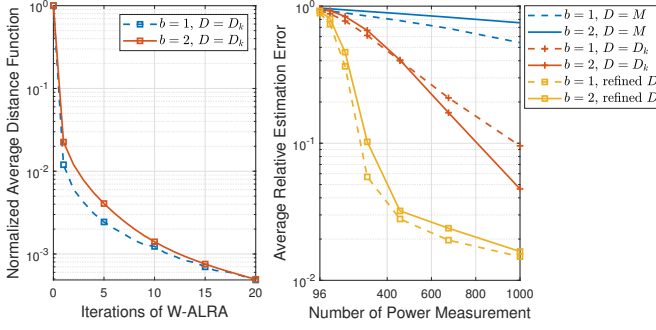 Normalized Average Distance Function
10^0
10^-1
10^-2
10^-3
0
5
10
15
20
Iterations of W-ALRA
b = 1, D = D_k
b = 2, D = D_k
Average Relative Estimation Error
10^0
10^-1
10^-2
96
400
600
800
1000
Number of Power Measurement
b = 1, D = M
b = 2, D = M
b = 1, D = D_k
b = 2, D = D_k
b = 1, refined D
b = 2, refined D